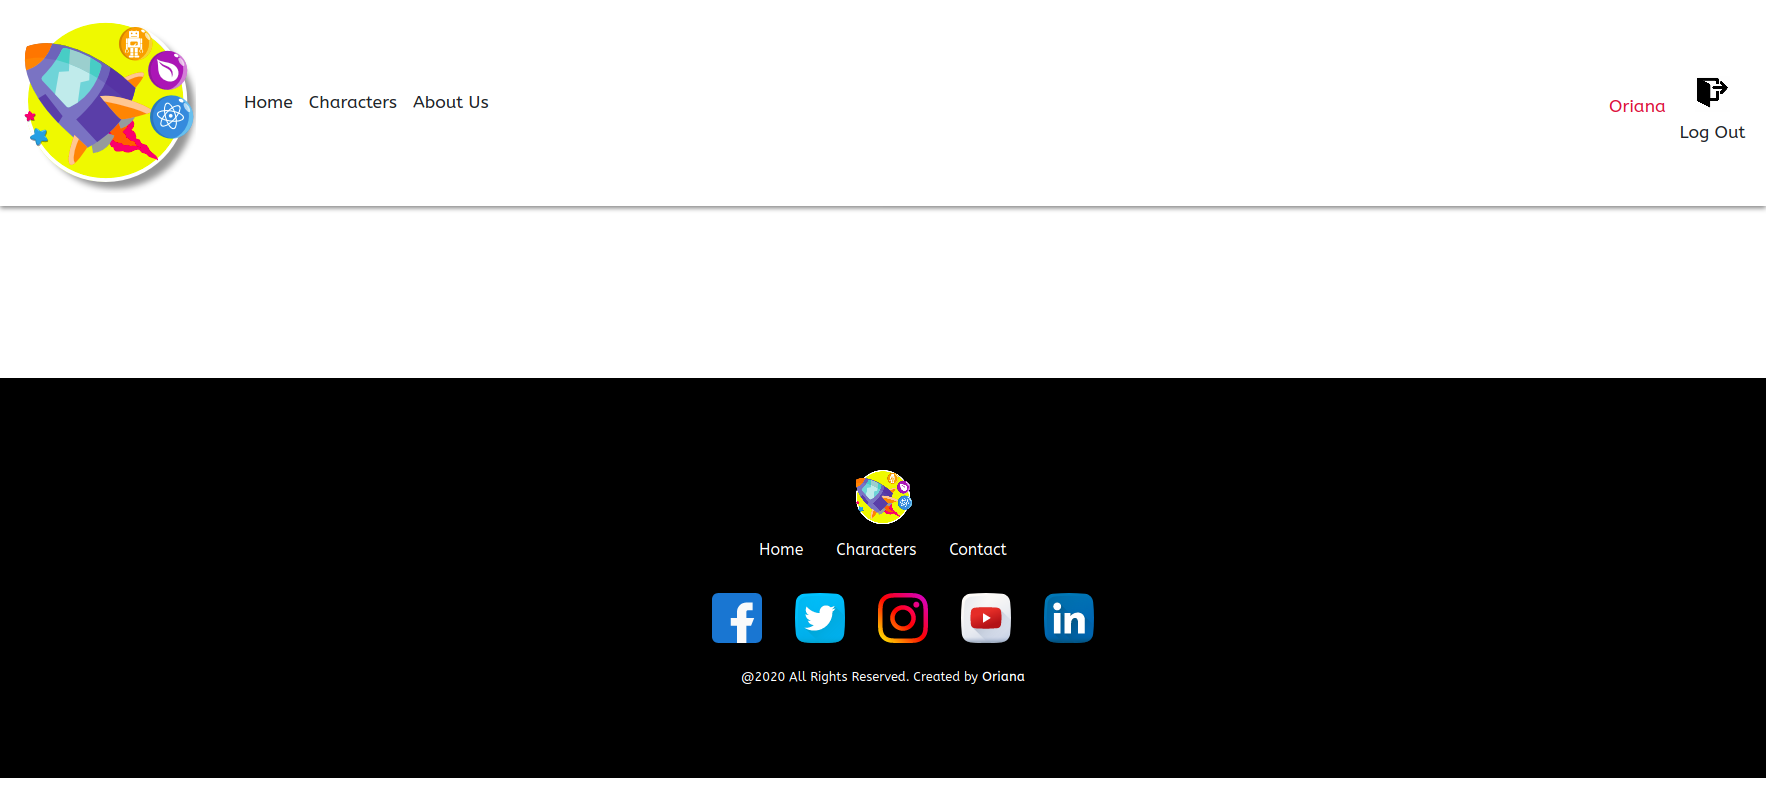 Home Characters About Us
Oriana
Log Out
Home Characters Contact
@2020 All Rights Reserved. Created by Oriana